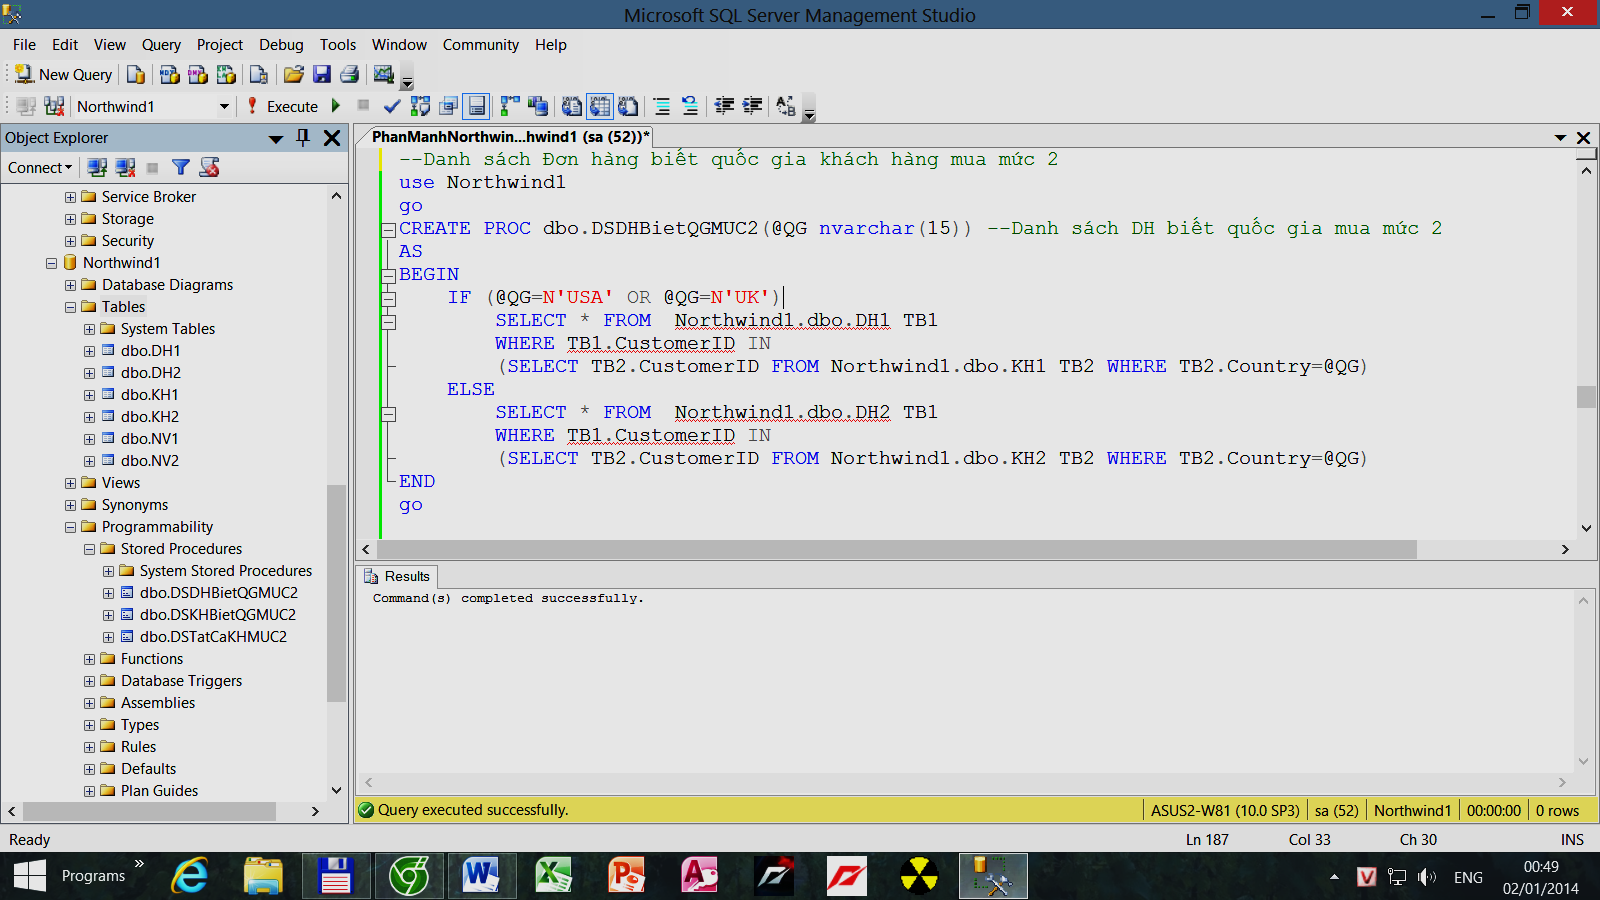 Microsoft SQL Server Management Studio
File Edit View Query Project Debug Tools Window Community Help
New Query
Northwind1 Execute
Object Explorer
Connect
Service Broker
Storage
Security
Northwind1
Database Diagrams
Tables
System Tables
dbo.DH1
dbo.DH2
dbo.KH1
dbo.KH2
dbo.NV1
dbo.NV2
Views
Synonyms
Programmability
Stored Procedures
System Stored Procedures
dbo.DSDHBietQGMUC2
dbo.DSKHBietQGMUC2
dbo.DSTatCaKHMUC2
Functions
Database Triggers
Assemblies
Types
Rules
Defaults
Plan Guides
PhanManhNorthwin...hwind1 (sa (52))*
--Danh sách Đơn hàng biết quốc gia khách hàng mua mức 2
use Northwind1
go
CREATE PROC dbo.DSDHBietQGMUC2(@QG nvarchar(15)) --Danh sách DH biết quốc gia mua mức 2
AS
BEGIN
IF (@QG=N'USA' OR @QG=N'UK')
SELECT * FROM Northwind1.dbo.DH1 TB1
WHERE TB1.CustomerID IN
(SELECT TB2.CustomerID FROM Northwind1.dbo.KH1 TB2 WHERE TB2.Country=@QG)
ELSE
SELECT * FROM Northwind1.dbo.DH2 TB1
WHERE TB1.CustomerID IN
(SELECT TB2.CustomerID FROM Northwind1.dbo.KH2 TB2 WHERE TB2.Country=@QG)
END
go
Results
Command(s) completed successfully.
Query executed successfully. ASUS2-W81 (10.0 SP3) sa (52) Northwind1 00:00:00 0 rows
Ready Ln 187 Col 33 Ch 30 INS
Programs » ENG 00:49
02/01/2014